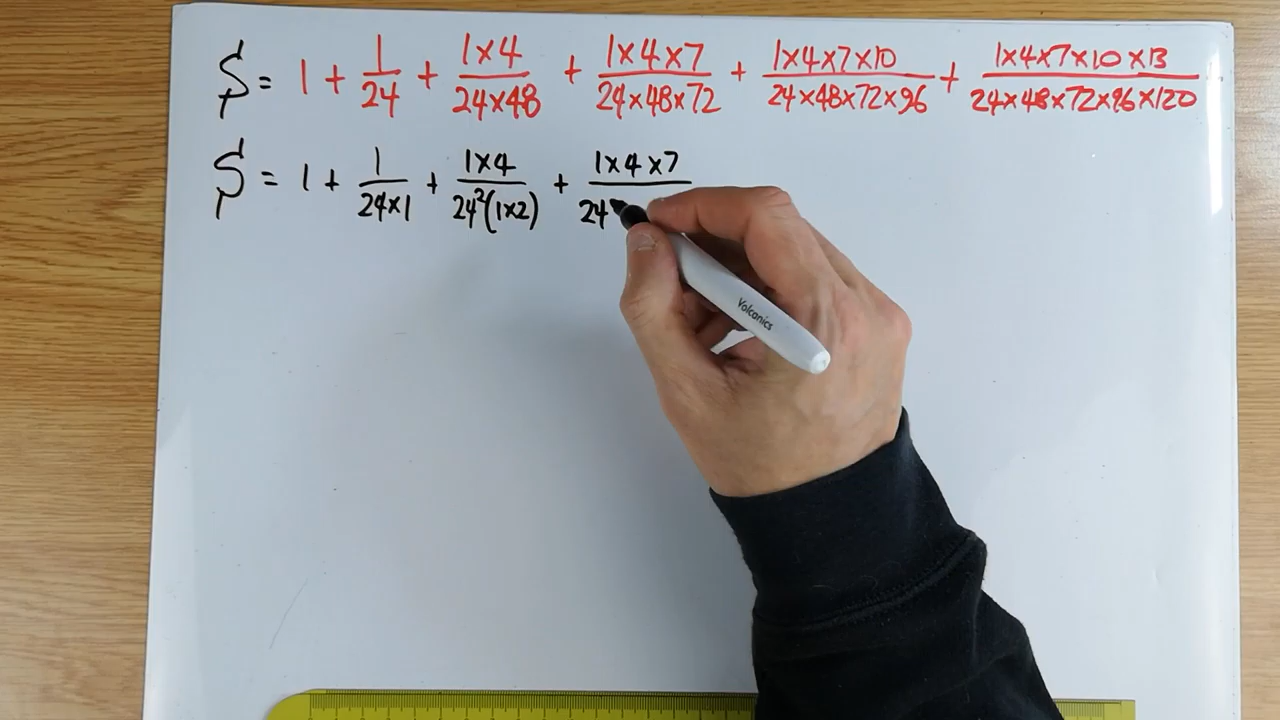 S = 1 + 1/24 + 1×4/24×48 + 1×4×7/24×48×72 + 1×4×7×10/24×48×72×96 + 1×4×7×10×13/24×48×72×96×120
S = 1 + 1/24×1 + 1×4/24²(1×2) + 1×4×7/24
Volcanics